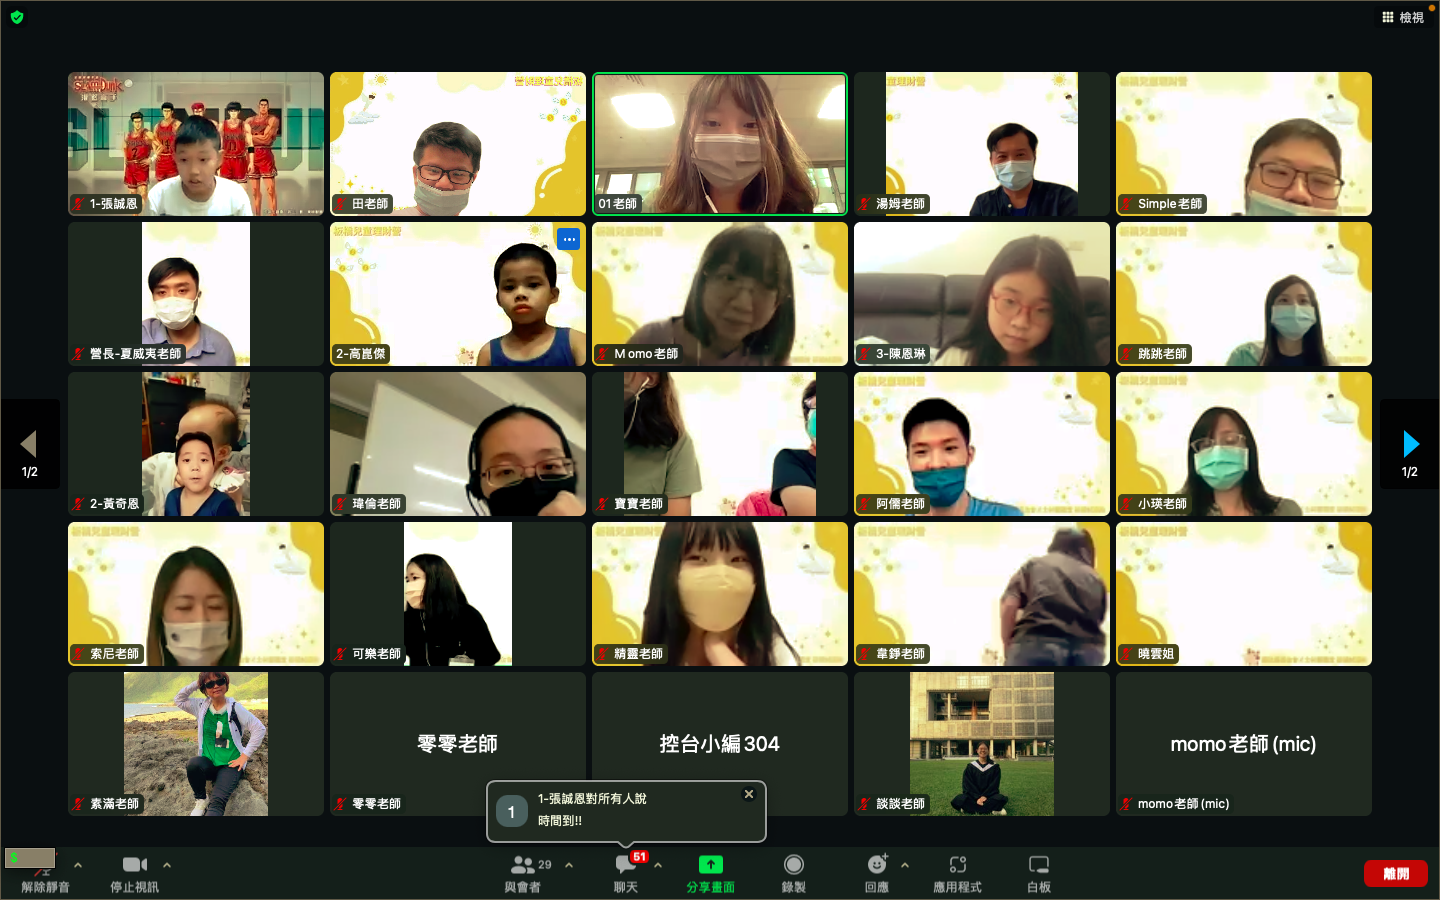 檢視
SLAM DUNK
1-張誠恩
田老師
01老師
湯姆老師
Simple老師
營長-夏威夷老師
板橋兒童理財營
2-高崑傑
Momo老師
3-陳恩琳
跳跳老師
2-黃奇恩
瑋倫老師
寶寶老師
阿儒老師
小瑛老師
索尼老師
可樂老師
精靈老師
韋錚老師
曉雲姐
1/2
1/2
素滿老師
零零老師
零零老師
控台小編304
談談老師
momo老師(mic)
momo老師(mic)
1
1-張誠恩對所有人說
時間到!!
$
解除靜音
停止視訊
29
與會者
51
聊天
分享畫面
錄製
回應
應用程式
白板
離開